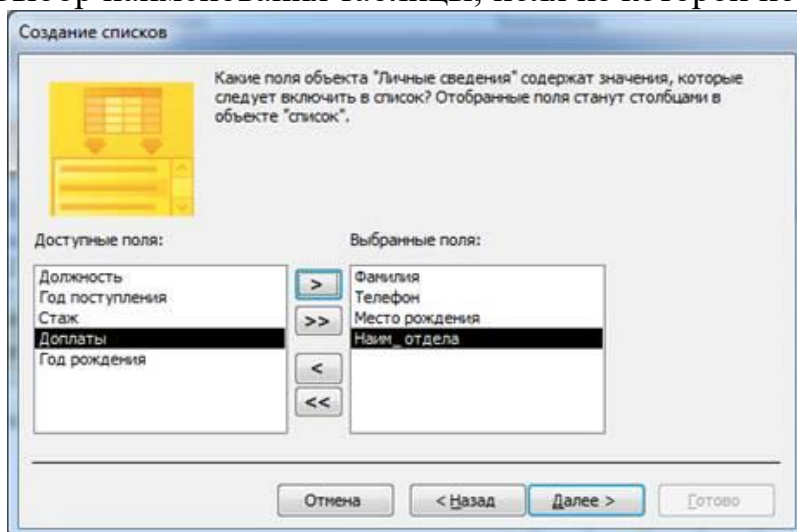 Создание списков
Какие поля объекта "Личные сведения" содержат значения, которые
следует включить в список? Отобранные поля станут столбцами в
объекте "список".
Доступные поля:
Выбранные поля:
Должность
Год поступления
Стаж
Доплаты
Год рождения
>
>>
<
<<
Фамилия
Телефон
Место рождения
Наим_ отдела
Отмена
< Назад
Далее >
Готово